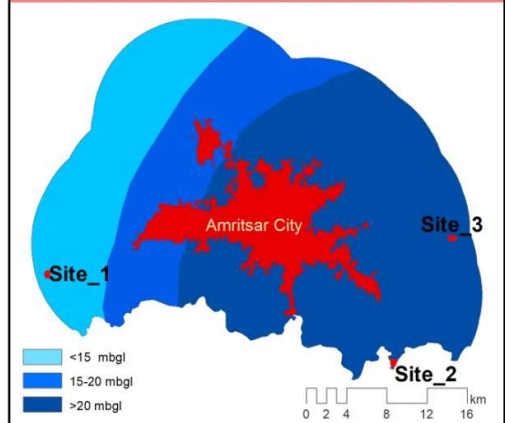 Amritsar City
Site_3
Site_1
Site_2
<15 mbgl
15-20 mbgl
>20 mbgl
km
0 2 4 8 12 16